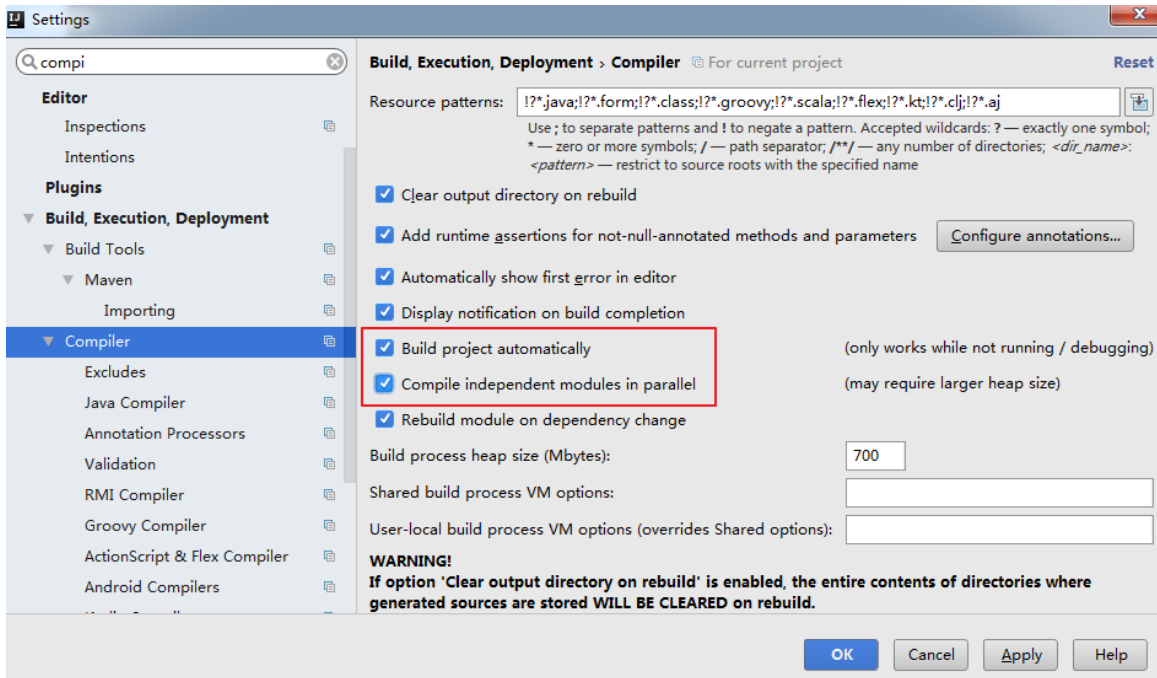 Settings
compi
Editor
Inspections
Intentions
Plugins
Build, Execution, Deployment
Build Tools
Maven
Importing
Compiler
Excludes
Java Compiler
Annotation Processors
Validation
RMI Compiler
Groovy Compiler
ActionScript & Flex Compiler
Android Compilers
Build, Execution, Deployment › Compiler For current project Reset
Resource patterns: !?*.java;!?*.form;!?*.class;!?*.groovy;!?*.scala;!?*.flex;!?*.kt;!?*.clj;!?*.aj
Use ; to separate patterns and ! to negate a pattern. Accepted wildcards: ? — exactly one symbol;
* — zero or more symbols; / — path separator; /**/ — any number of directories; <dir_name>:
<pattern> — restrict to source roots with the specified name
Clear output directory on rebuild
Add runtime assertions for not-null-annotated methods and parameters Configure annotations...
Automatically show first error in editor
Display notification on build completion
Build project automatically (only works while not running / debugging)
Compile independent modules in parallel (may require larger heap size)
Rebuild module on dependency change
Build process heap size (Mbytes): 700
Shared build process VM options:
User-local build process VM options (overrides Shared options):
WARNING!
If option 'Clear output directory on rebuild' is enabled, the entire contents of directories where
generated sources are stored WILL BE CLEARED on rebuild.
OK Cancel Apply Help